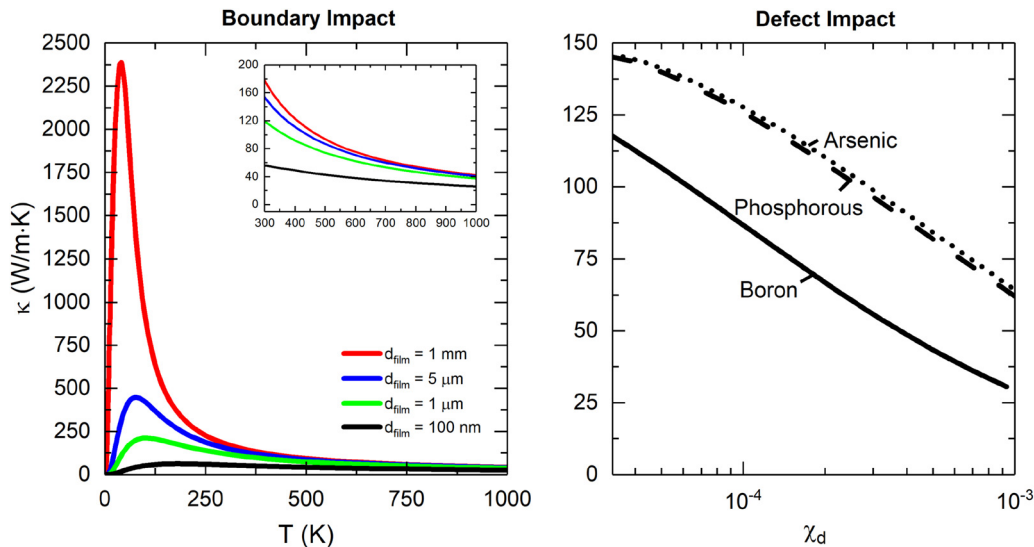 Boundary Impact
Defect Impact
κ (W/m·K)
2500
2250
2000
1750
1500
1250
1000
750
500
250
0
0 250 500 750 1000
T (K)
200
160
120
80
40
0
300 400 500 600 700 800 900 1000
d_film = 1 mm
d_film = 5 μm
d_film = 1 μm
d_film = 100 nm
150
125
100
75
50
25
0
Arsenic
Phosphorous
Boron
10⁻⁴ 10⁻³
χ_d